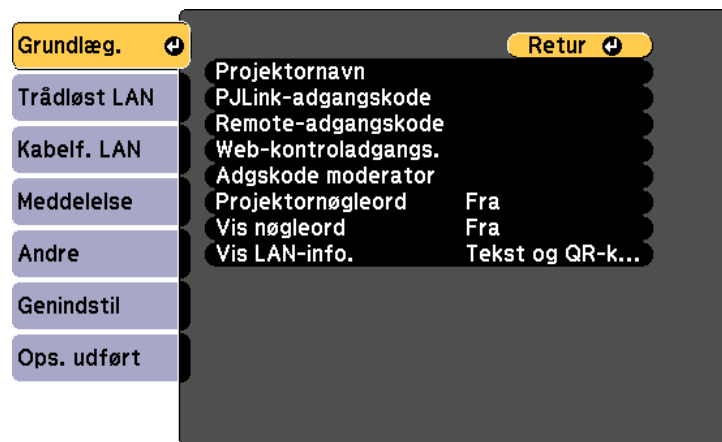 Grundlæg.
Trådløst LAN
Kabelf. LAN
Meddelelse
Andre
Genindstil
Ops. udført
Retur
Projektornavn
PJLink-adgangskode
Remote-adgangskode
Web-kontroladgangs.
Adgskode moderator
Projektornøgleord Fra
Vis nøgleord Fra
Vis LAN-info. Tekst og QR-k...